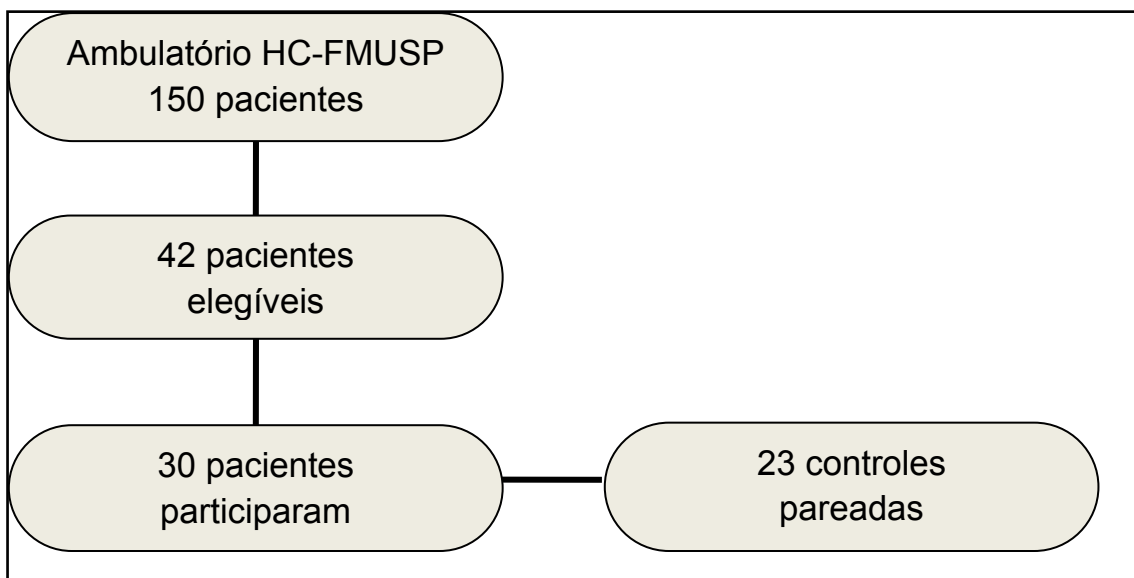 Ambulatório HC-FMUSP
150 pacientes
42 pacientes
elegíveis
30 pacientes
participaram
23 controles
pareadas